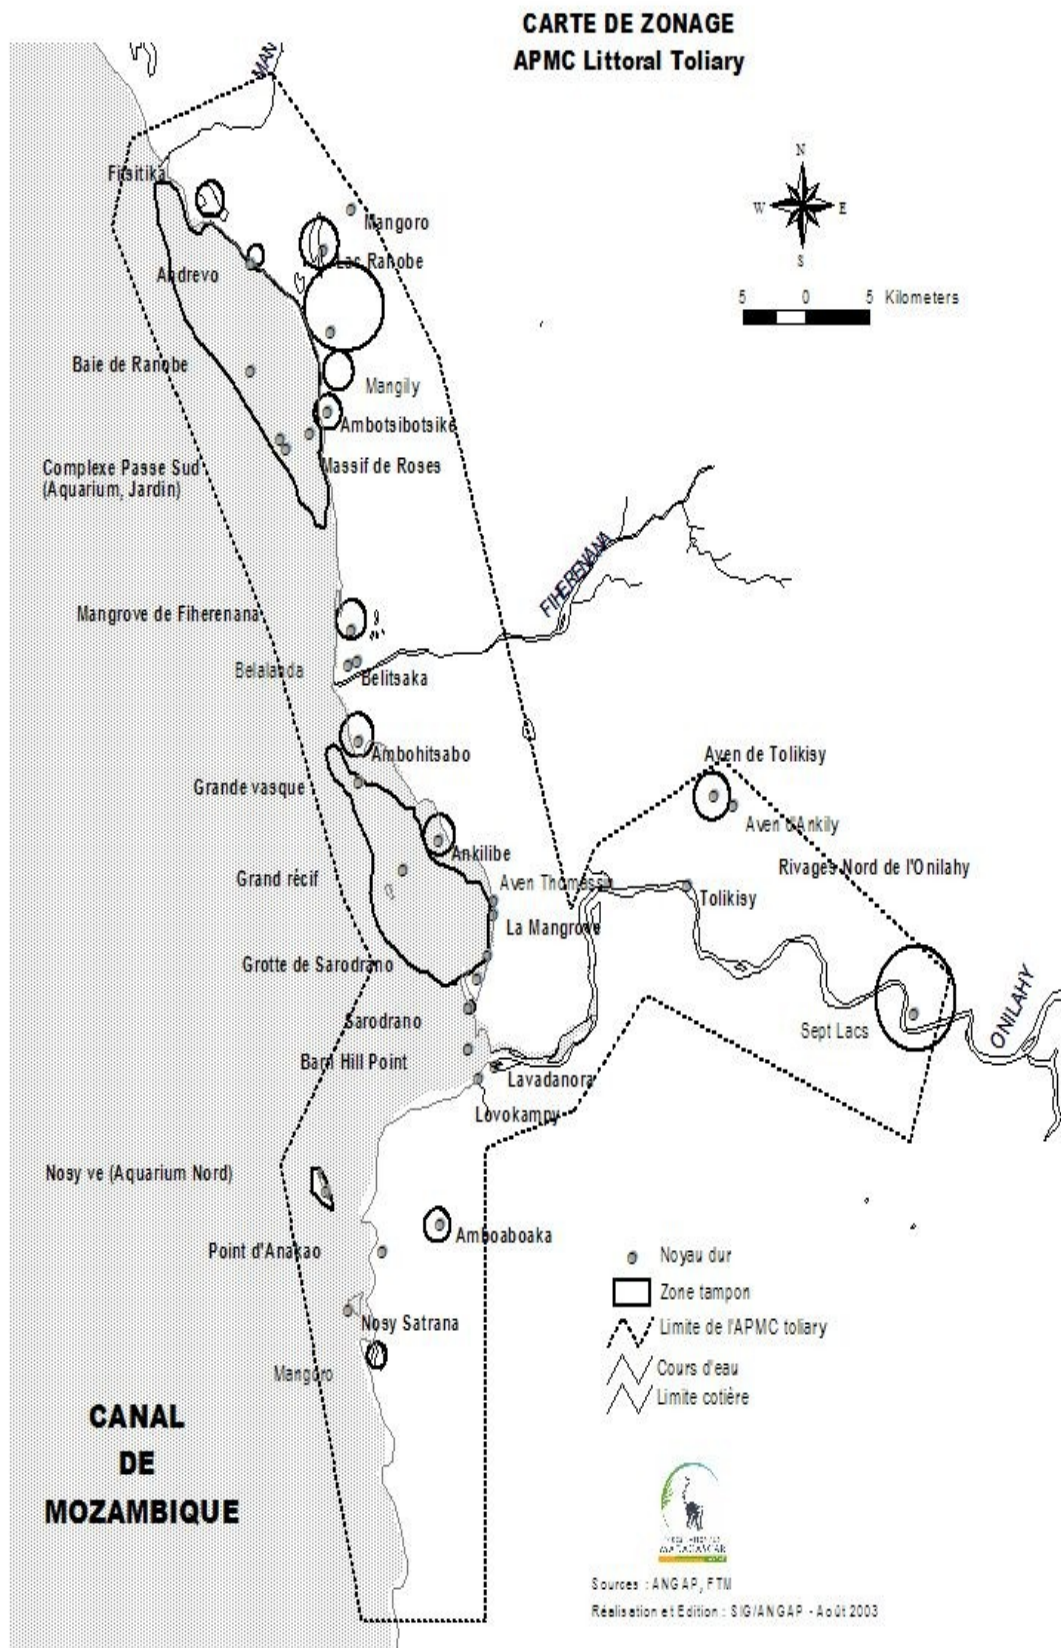 CARTE DE ZONAGE
APMC Littoral Toliary
MAN
N
W
E
S
Fitsitika
Mangoro
Lac Ranobe
Andrevo
5 0 5 Kilometers
Baie de Ranobe
Mangily
Ambotsibotsike
Massif de Roses
Complexe Passe Sud
(Aquarium, Jardin)
FIHERENANA
Mangrove de Fiherenana
Belalanda
Belitsaka
Ambohitsabo
Aven de Tolikisy
Grande vasque
Aven d'Ankily
Ankilibe
Rivages Nord de l'Onilahy
Grand récif
Aven Thomassin
Tolikisy
La Mangrove
Grotte de Sarodrano
Sarodrano
Sept Lacs
ONILAHY
Barn Hill Point
Lavadanora
Lovokampy
Nosy ve (Aquarium Nord)
Amboaboaka
Point d'Anakao
Noyau dur
Zone tampon
Nosy Satrana
Limite de l'APMC toliary
Mangoro
Cours d'eau
Limite cotière
CANAL
DE
MOZAMBIQUE
MADAGASCAR
Sources : ANGAP, FTM
Réalisation et Edition : SIG/ANGAP - Août 2003